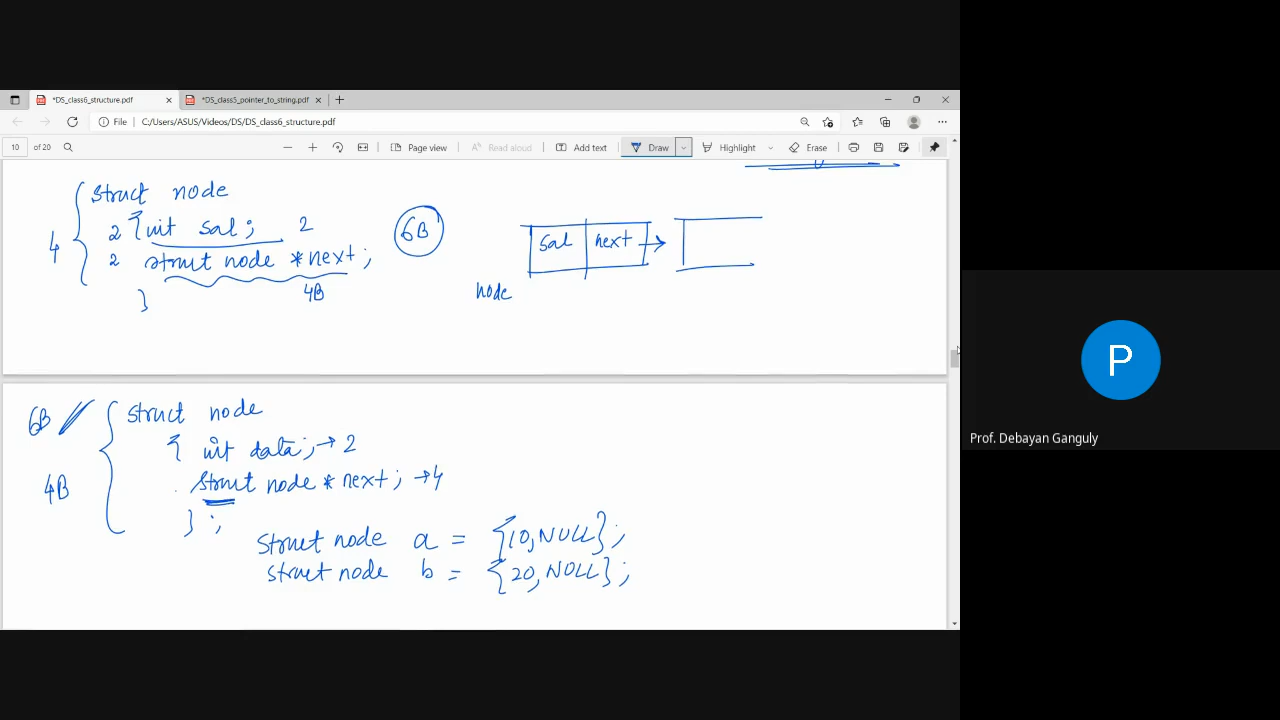 *DS_class6_structure.pdf
*DS_class5_pointer_to_string.pdf
File C:/Users/ASUS/Videos/DS/DS_class6_structure.pdf
10 of 20 Page view Read aloud Add text Draw Highlight Erase
struct node
2 {int sal; 2
4
2 struct node *next;
4B
}
6B
sal next
node
6B
struct node
{ int data; → 2
4B
struct node * next; → 4
} ;
struct node a = {10, NULL};
struct node b = {20, NULL};
P
Prof. Debayan Ganguly